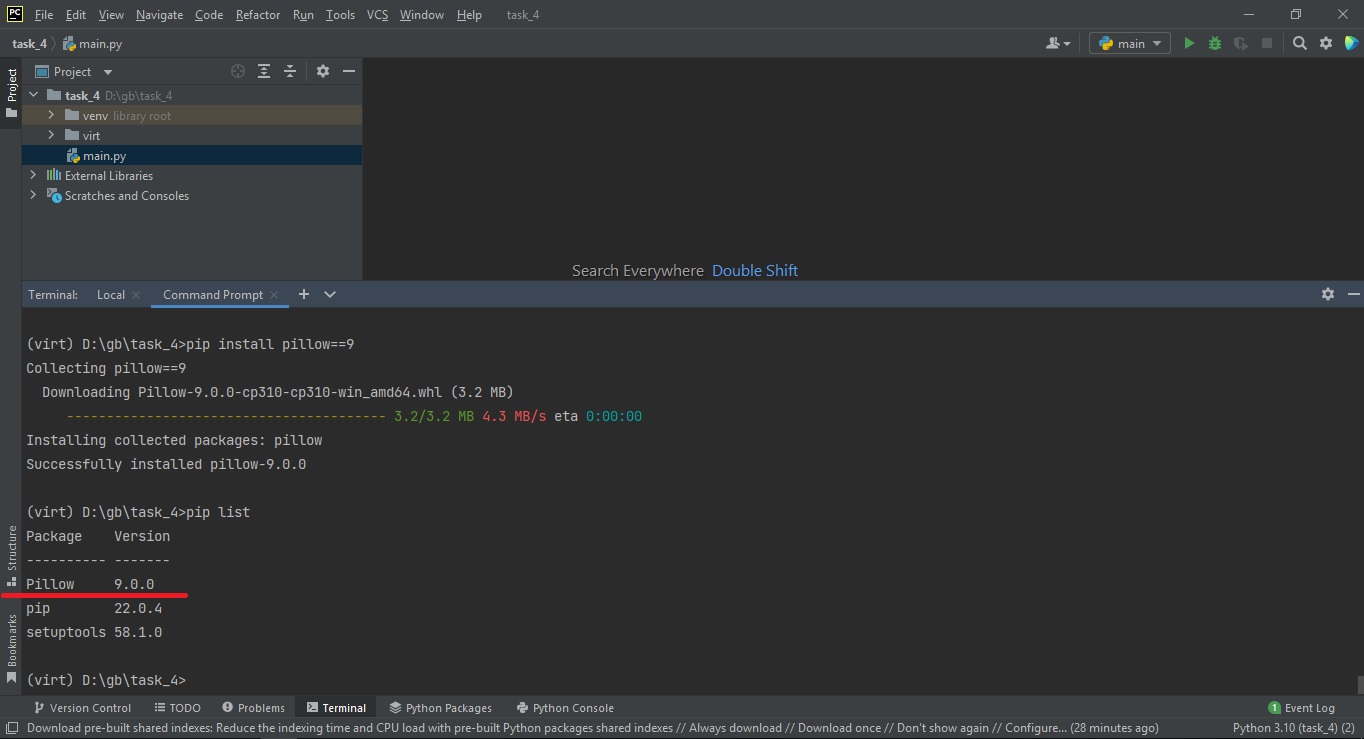 PC File Edit View Navigate Code Refactor Run Tools VCS Window Help task_4
task_4 main.py main
Project
Project
task_4 D:\gb\task_4
venv library root
virt
main.py
External Libraries
Scratches and Consoles
Search Everywhere Double Shift
Terminal: Local Command Prompt
(virt) D:\gb\task_4>pip install pillow==9
Collecting pillow==9
Downloading Pillow-9.0.0-cp310-cp310-win_amd64.whl (3.2 MB)
---------------------------------------- 3.2/3.2 MB 4.3 MB/s eta 0:00:00
Installing collected packages: pillow
Successfully installed pillow-9.0.0
(virt) D:\gb\task_4>pip list
Package Version
---------- -------
Pillow 9.0.0
pip 22.0.4
setuptools 58.1.0
(virt) D:\gb\task_4>
Structure
Bookmarks
Version Control TODO Problems Terminal Python Packages Python Console 1 Event Log
Download pre-built shared indexes: Reduce the indexing time and CPU load with pre-built Python packages shared indexes // Always download // Download once // Don't show again // Configure... (28 minutes ago) Python 3.10 (task_4) (2)